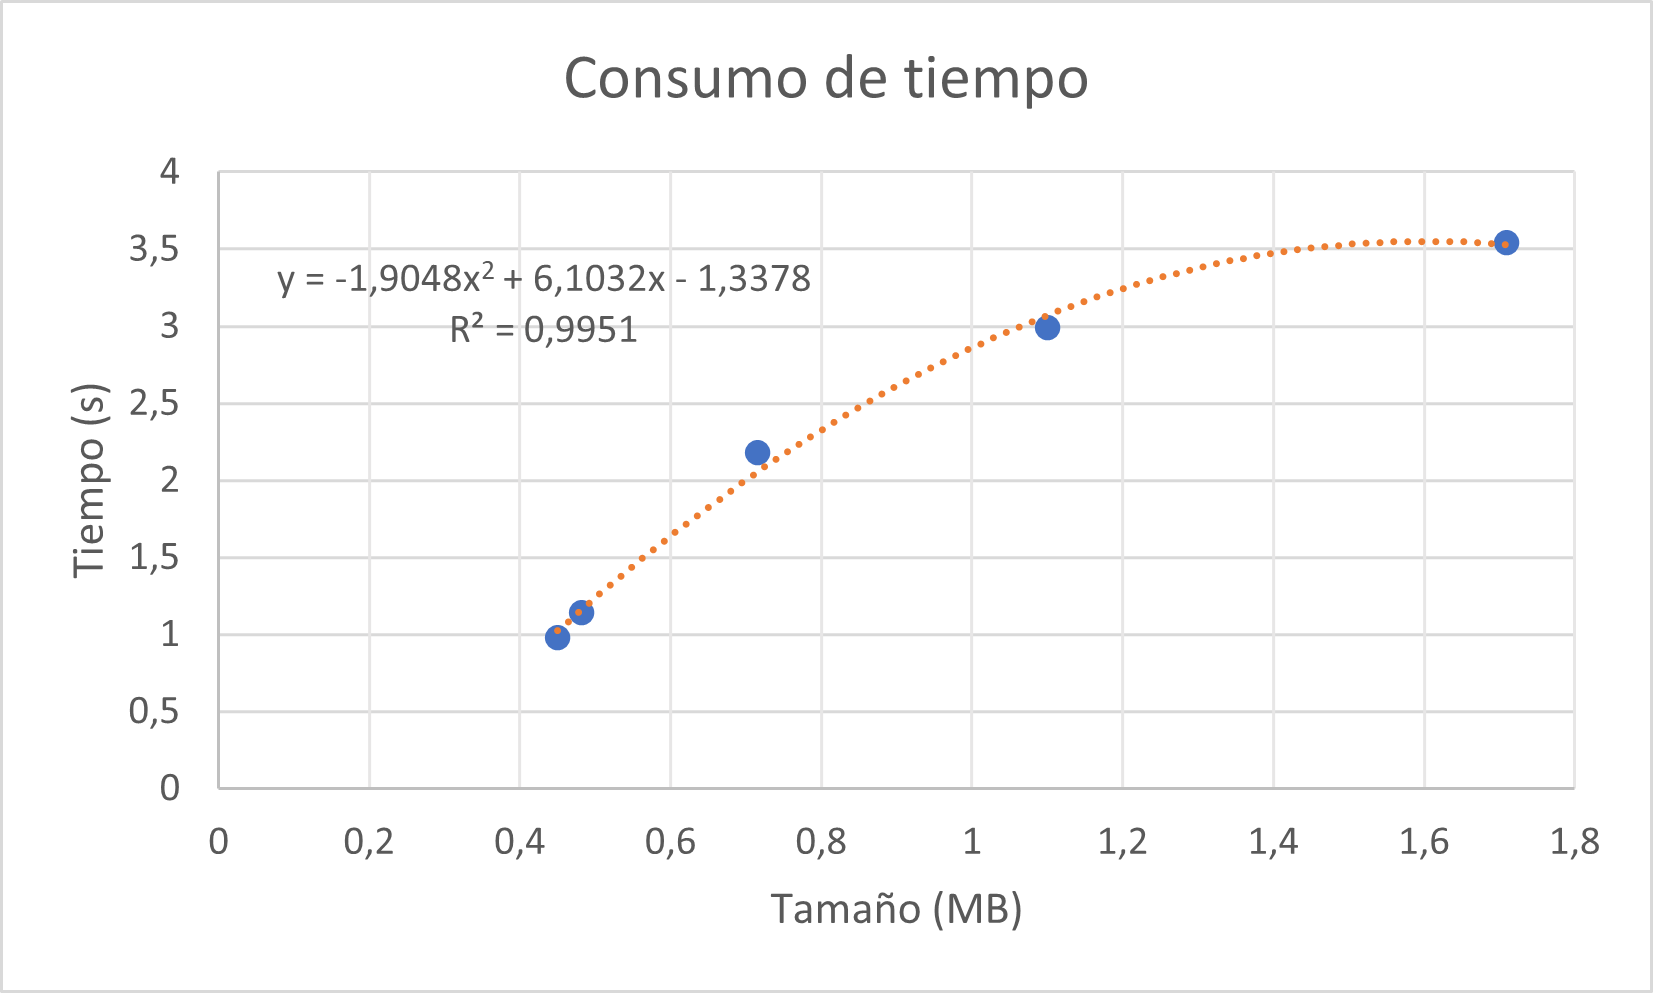 Consumo de tiempo
y = -1,9048x² + 6,1032x - 1,3378
R² = 0,9951
Tiempo (s)
4
3,5
3
2,5
2
1,5
1
0,5
0
0 0,2 0,4 0,6 0,8 1 1,2 1,4 1,6 1,8
Tamaño (MB)